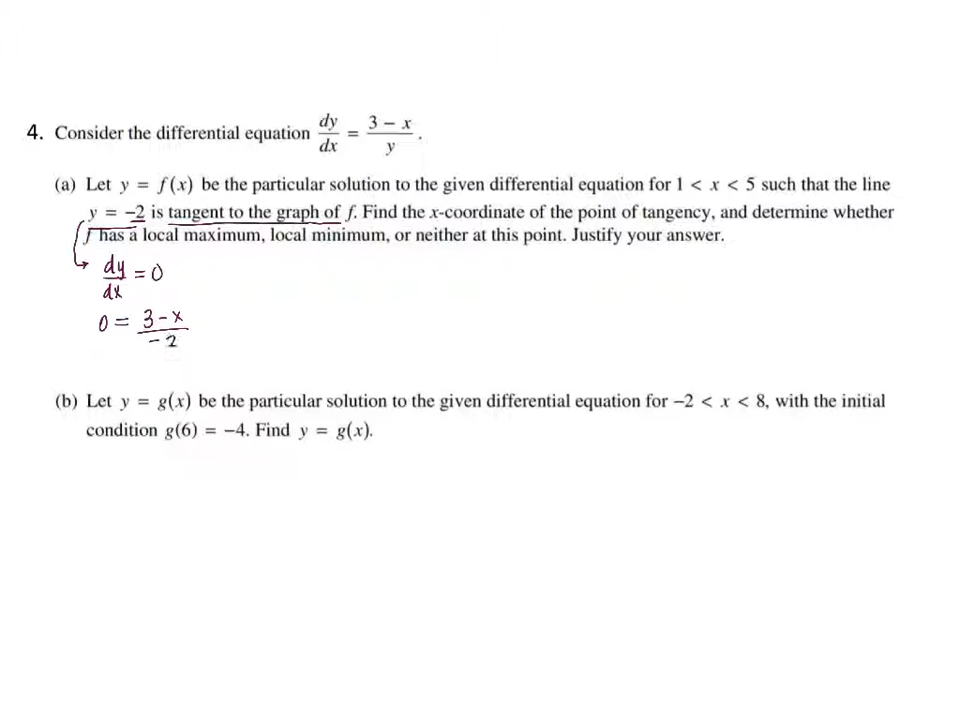 4. Consider the differential equation dy/dx = (3 − x)/y.
(a) Let y = f(x) be the particular solution to the given differential equation for 1 < x < 5 such that the line
y = −2 is tangent to the graph of f. Find the x-coordinate of the point of tangency, and determine whether
f has a local maximum, local minimum, or neither at this point. Justify your answer.
dy/dx = 0
0 = (3 - x)/(-2)
(b) Let y = g(x) be the particular solution to the given differential equation for −2 < x < 8, with the initial
condition g(6) = −4. Find y = g(x).